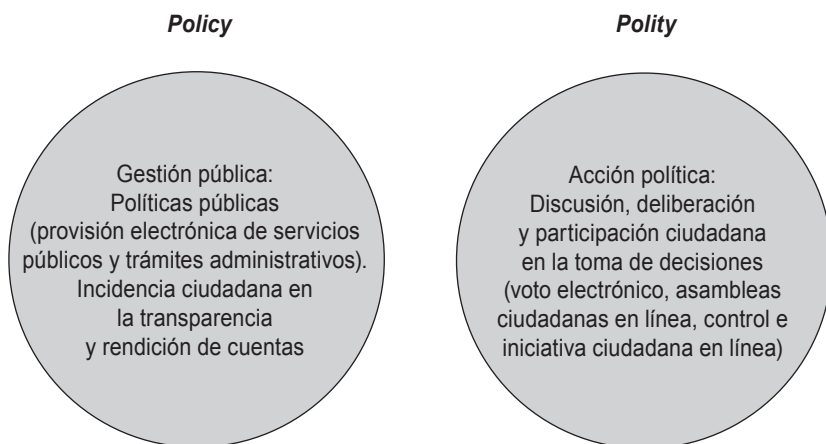 Policy
Gestión pública:
Políticas públicas
(provisión electrónica de servicios
públicos y trámites administrativos).
Incidencia ciudadana en
la transparencia
y rendición de cuentas
Polity
Acción política:
Discusión, deliberación
y participación ciudadana
en la toma de decisiones
(voto electrónico, asambleas
ciudadanas en línea, control e
iniciativa ciudadana en línea)